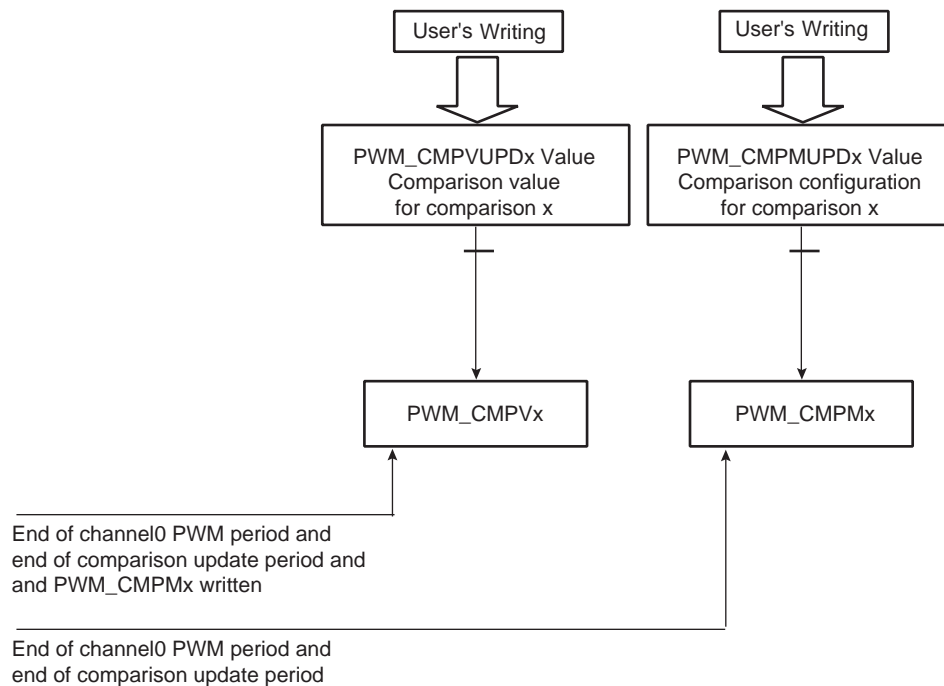 User's Writing
User's Writing
PWM_CMPVUPDx Value
Comparison value
for comparison x
PWM_CMPMUPDx Value
Comparison configuration
for comparison x
PWM_CMPVx
PWM_CMPMx
End of channel0 PWM period and
end of comparison update period and
and PWM_CMPMx written
End of channel0 PWM period and
end of comparison update period